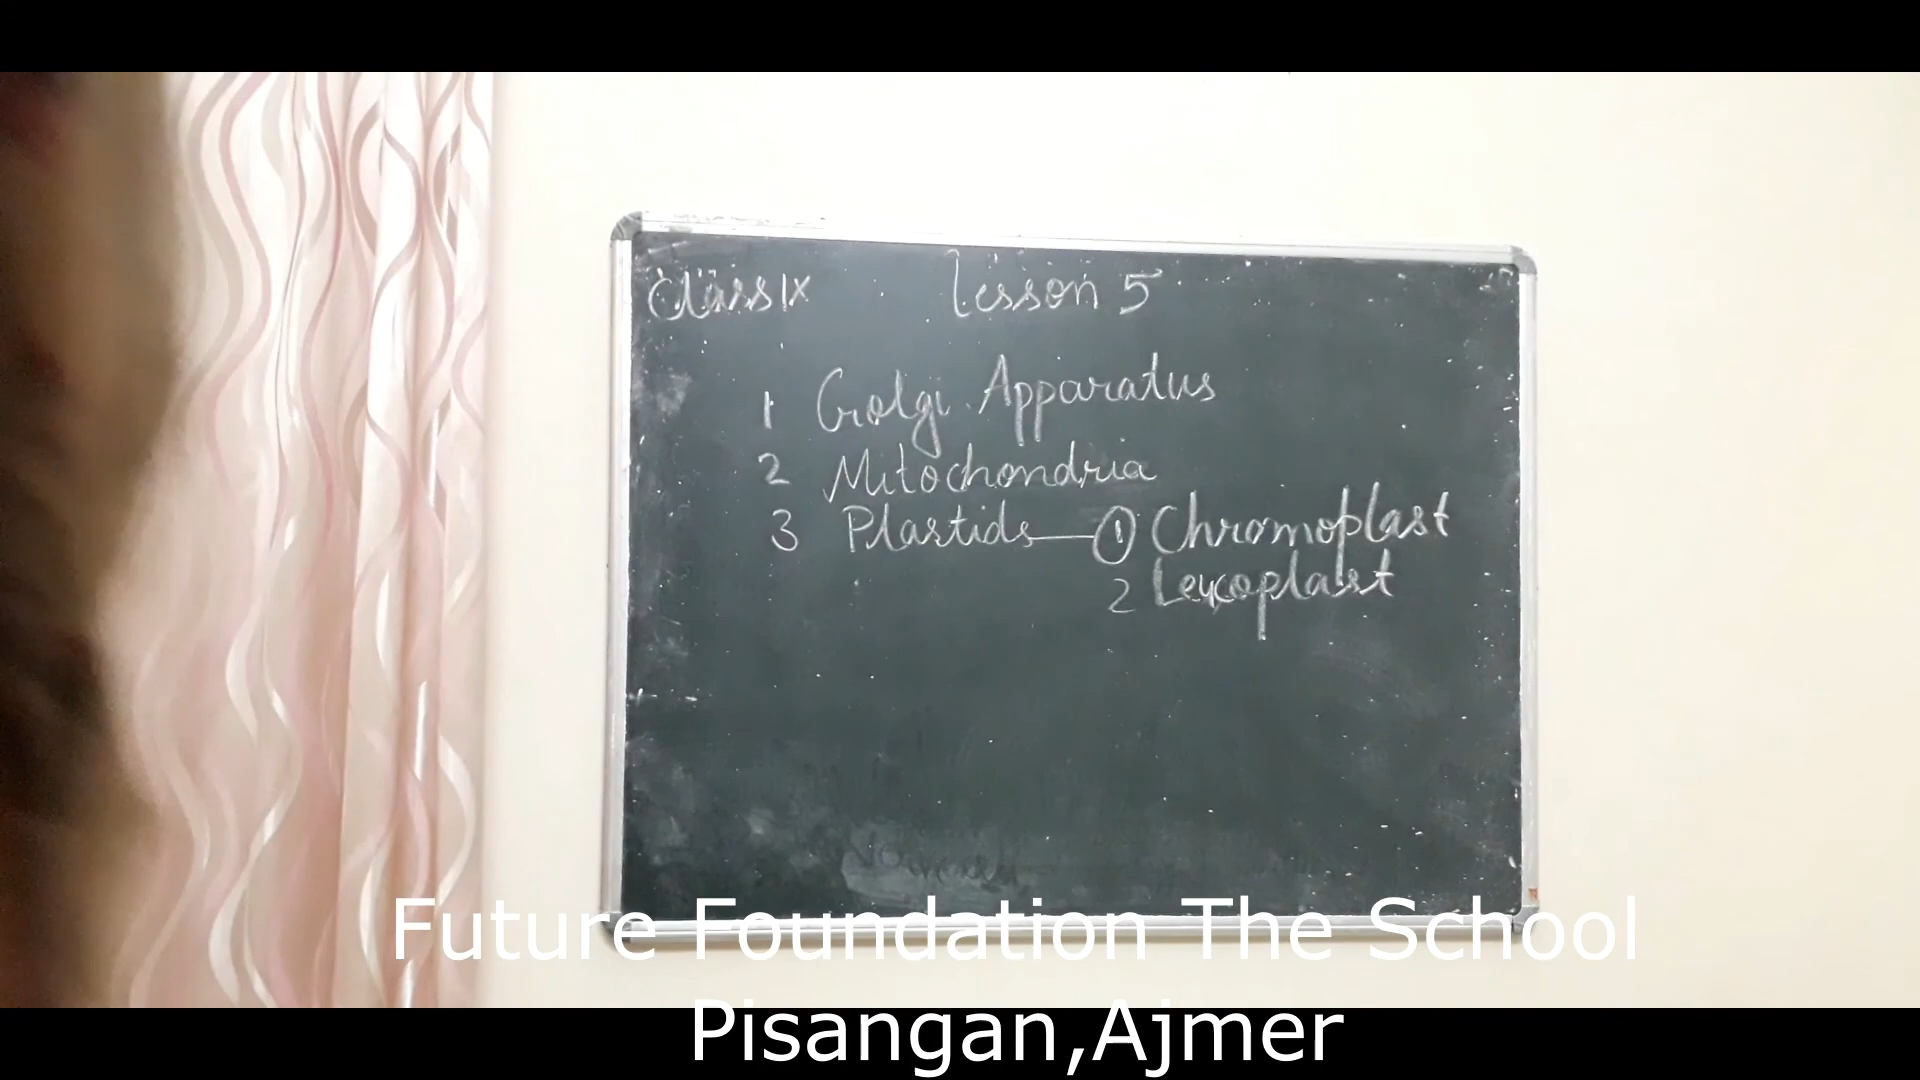 Class IX Lesson 5
1 Golgi Apparatus
2 Mitochondria
3 Plastids — ① Chromoplast
2 Leucoplast
Future Foundation The School
Pisangan,Ajmer